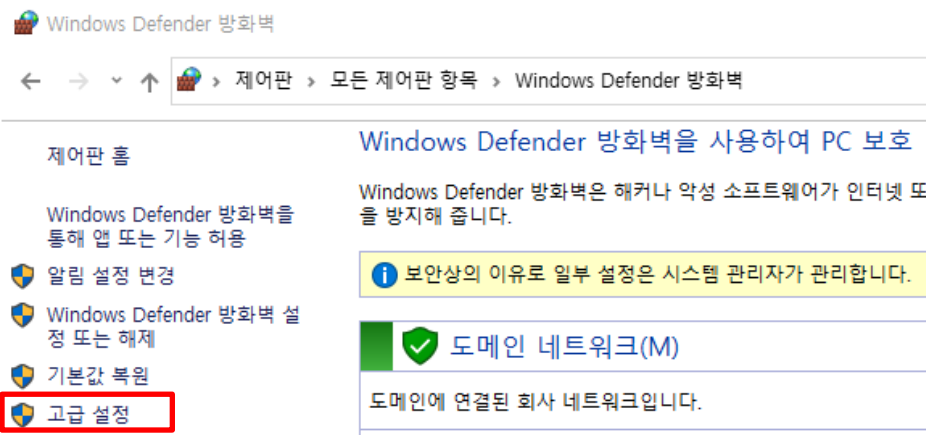 Windows Defender 방화벽
제어판 › 모든 제어판 항목 › Windows Defender 방화벽
제어판 홈
Windows Defender 방화벽을
통해 앱 또는 기능 허용
알림 설정 변경
Windows Defender 방화벽 설
정 또는 해제
기본값 복원
고급 설정
Windows Defender 방화벽을 사용하여 PC 보호
Windows Defender 방화벽은 해커나 악성 소프트웨어가 인터넷 또
을 방지해 줍니다.
보안상의 이유로 일부 설정은 시스템 관리자가 관리합니다.
도메인 네트워크(M)
도메인에 연결된 회사 네트워크입니다.